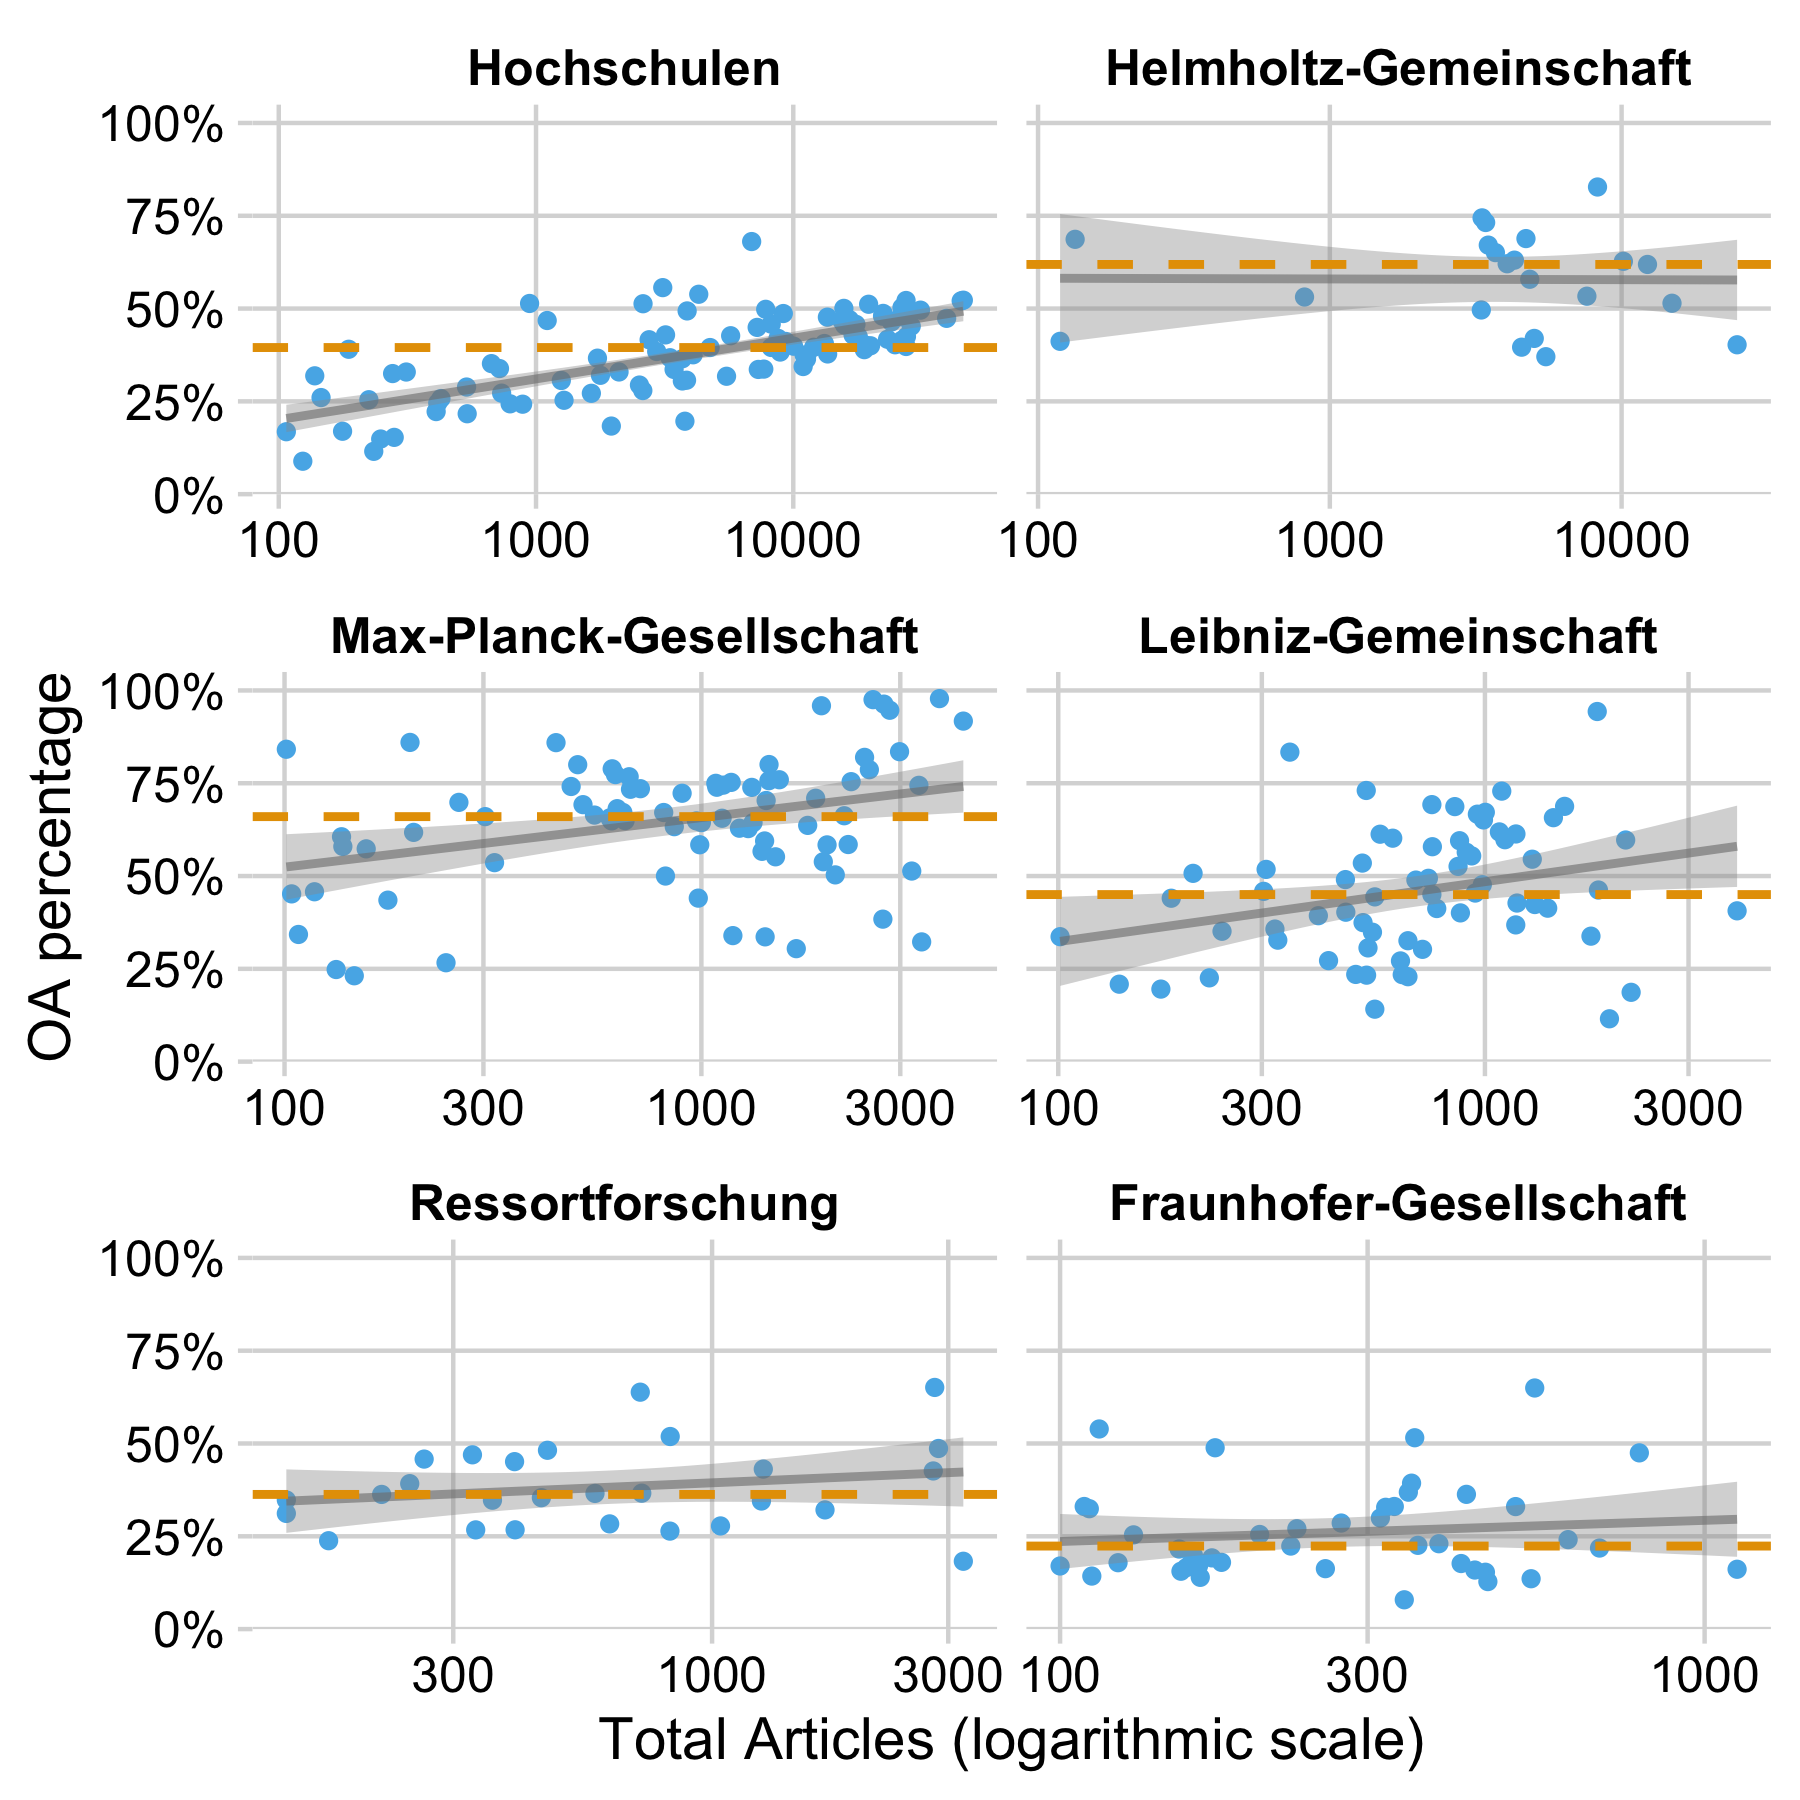 Hochschulen
Helmholtz-Gemeinschaft
100%
75%
50%
25%
0%
100 1000 10000
100 1000 10000
Max-Planck-Gesellschaft
Leibniz-Gemeinschaft
OA percentage
100%
75%
50%
25%
0%
100 300 1000 3000
100 300 1000 3000
Ressortforschung
Fraunhofer-Gesellschaft
100%
75%
50%
25%
0%
300 1000 3000
100 300 1000
Total Articles (logarithmic scale)